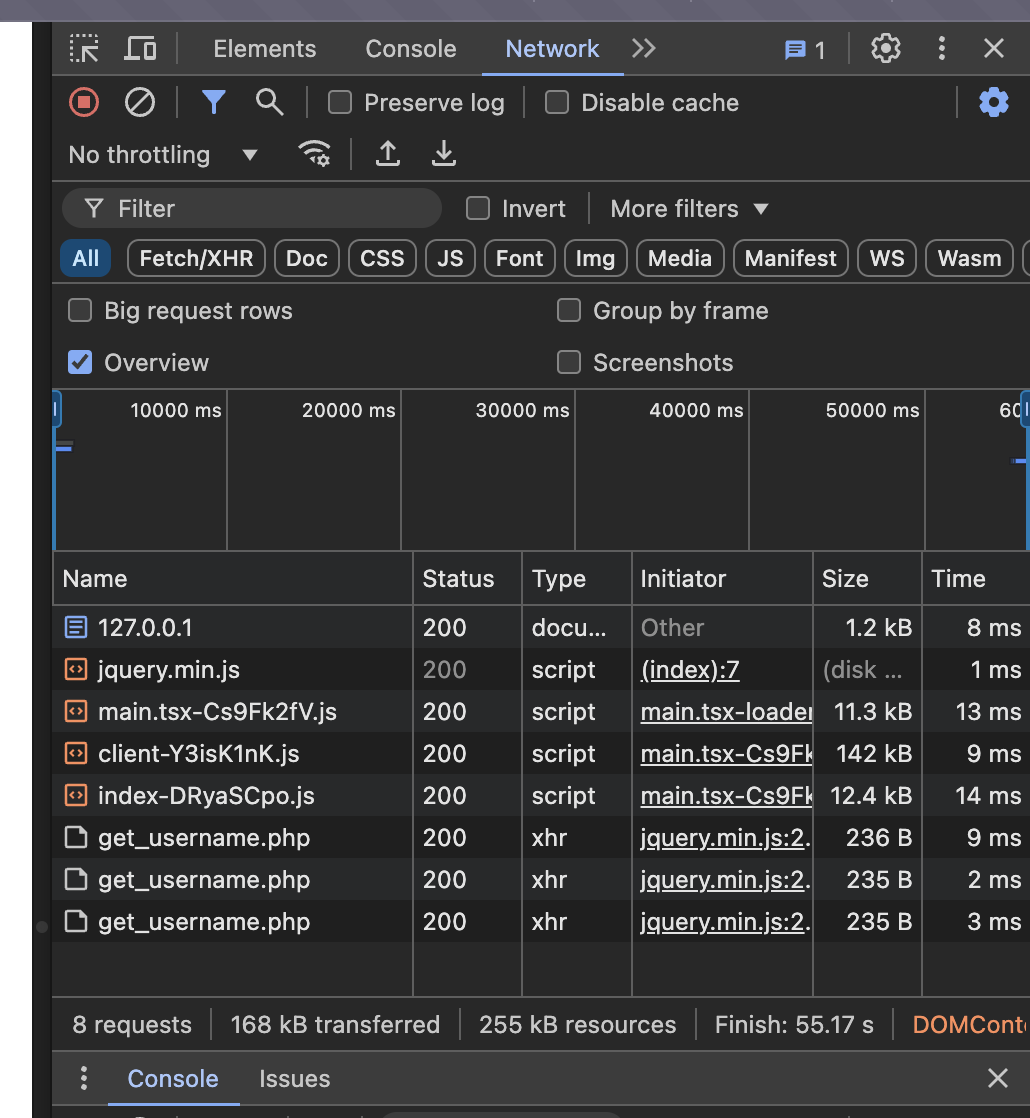 Elements Console Network 1
Preserve log Disable cache
No throttling
Filter Invert More filters
All Fetch/XHR Doc CSS JS Font Img Media Manifest WS Wasm
Big request rows Group by frame
Overview Screenshots
10000 ms 20000 ms 30000 ms 40000 ms 50000 ms 60
Name Status Type Initiator Size Time
127.0.0.1 200 docu... Other 1.2 kB 8 ms
jquery.min.js 200 script (index):7 (disk ... 1 ms
main.tsx-Cs9Fk2fV.js 200 script main.tsx-loader 11.3 kB 13 ms
client-Y3isK1nK.js 200 script main.tsx-Cs9Fk 142 kB 9 ms
index-DRyaSCpo.js 200 script main.tsx-Cs9Fk 12.4 kB 14 ms
get_username.php 200 xhr jquery.min.js:2. 236 B 9 ms
get_username.php 200 xhr jquery.min.js:2. 235 B 2 ms
get_username.php 200 xhr jquery.min.js:2. 235 B 3 ms
8 requests 168 kB transferred 255 kB resources Finish: 55.17 s DOMConte
Console Issues